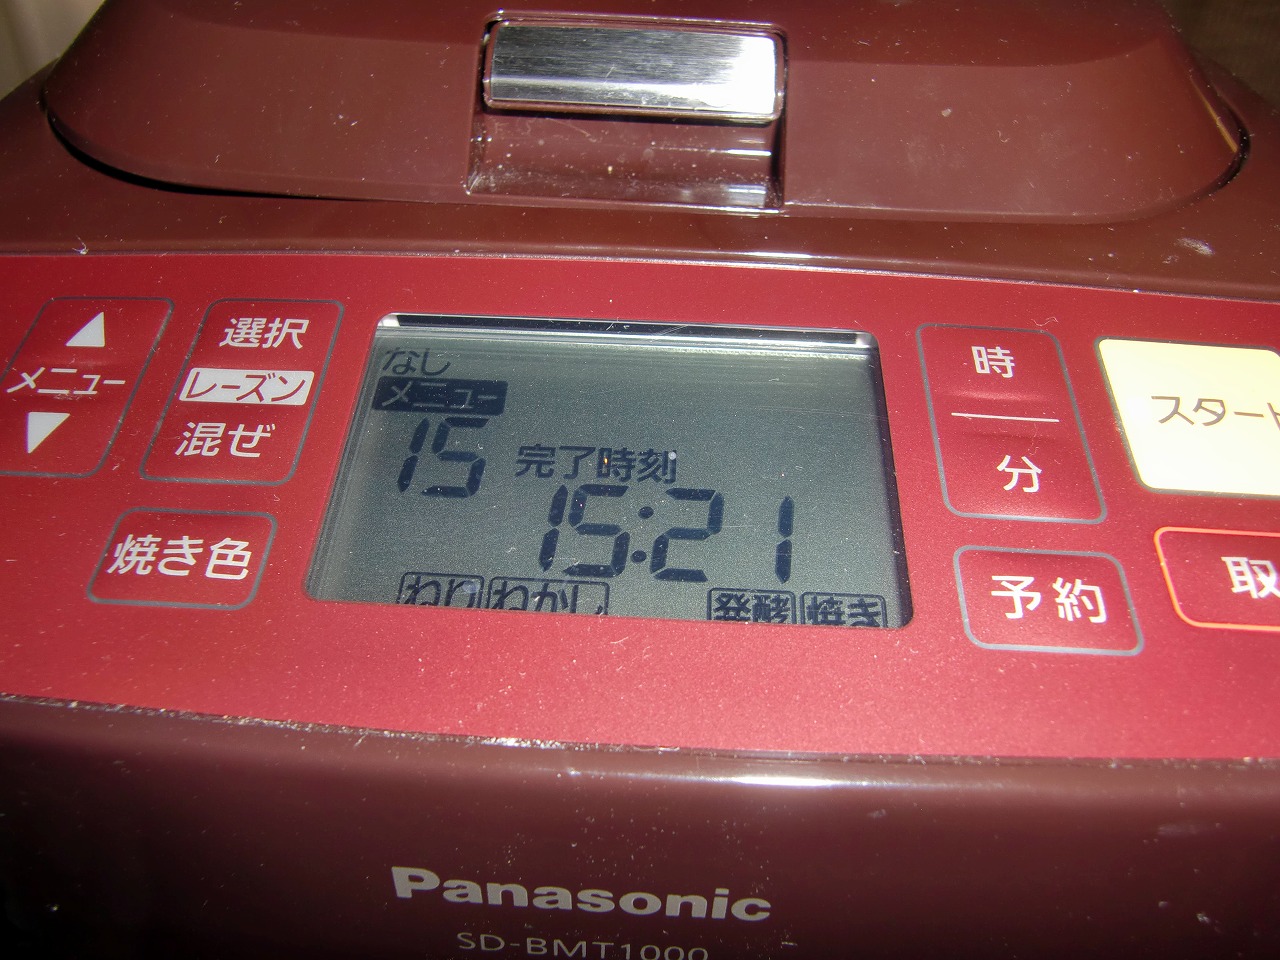 ▲
メニュー
▼
選択
レーズン
混ぜ
焼き色
なし
メニュー
15
完了時刻
15:21
ねり ねかし 発酵 焼き
時
分
予約
スタート
取
Panasonic
SD-BMT1000